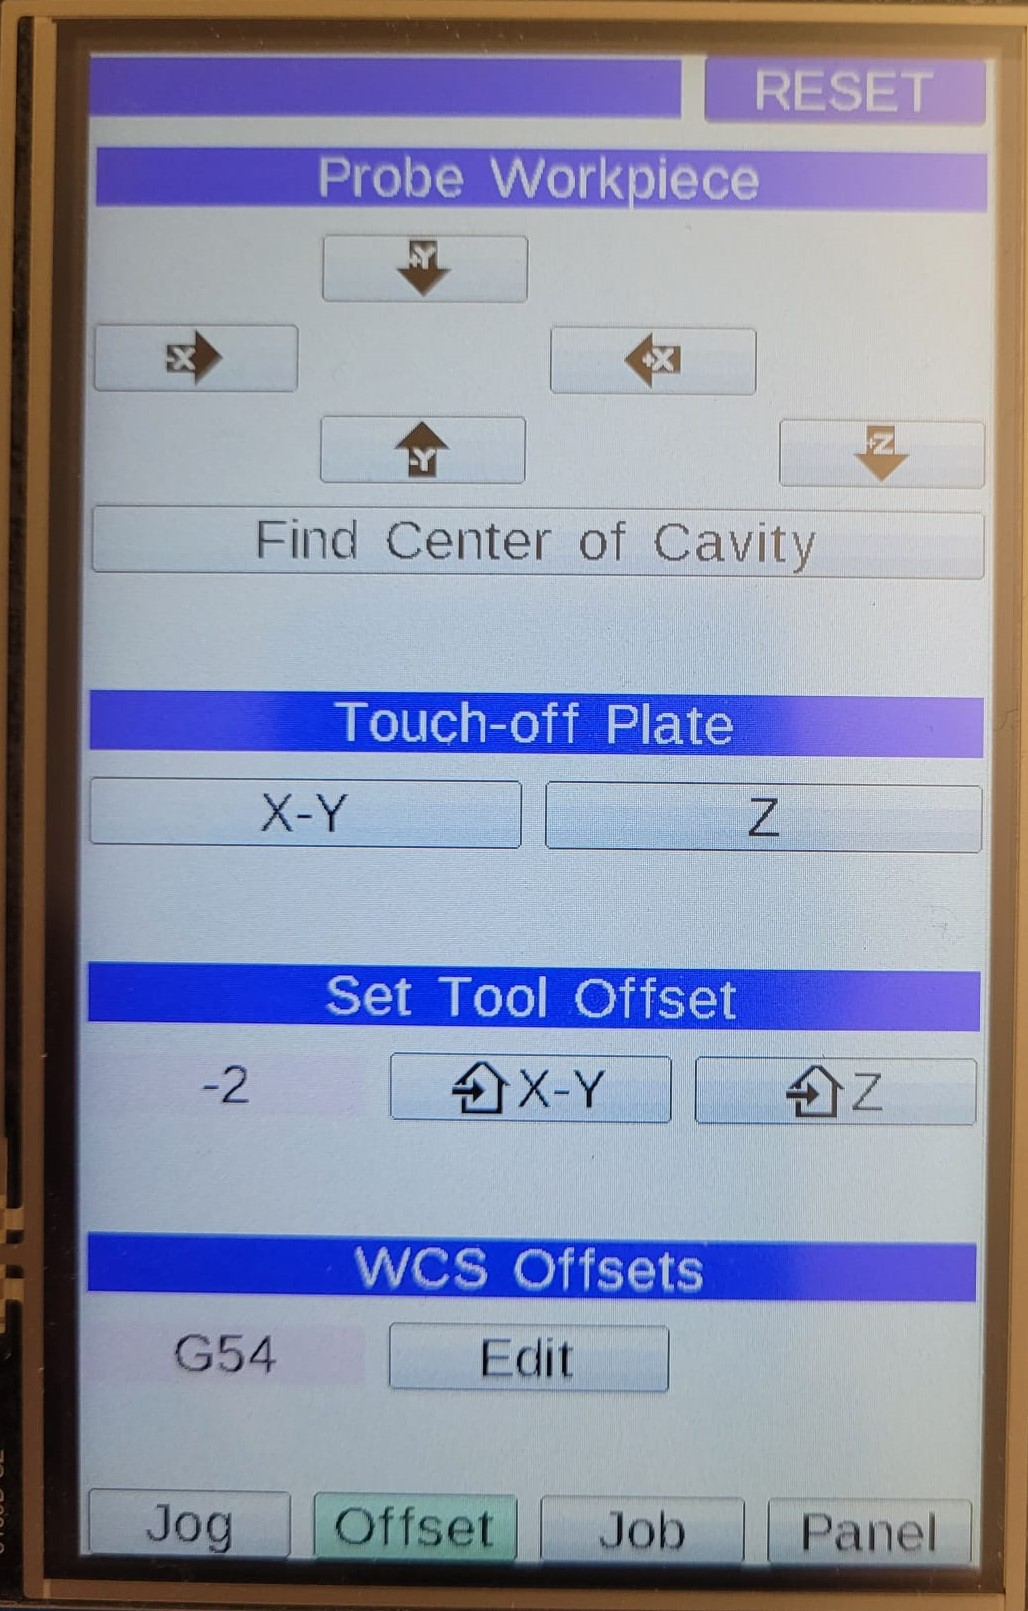 RESET
Probe Workpiece
+Y
-X
+X
-Y
+Z
Find Center of Cavity
Touch-off Plate
X-Y
Z
Set Tool Offset
-2
X-Y
Z
WCS Offsets
G54
Edit
Jog
Offset
Job
Panel